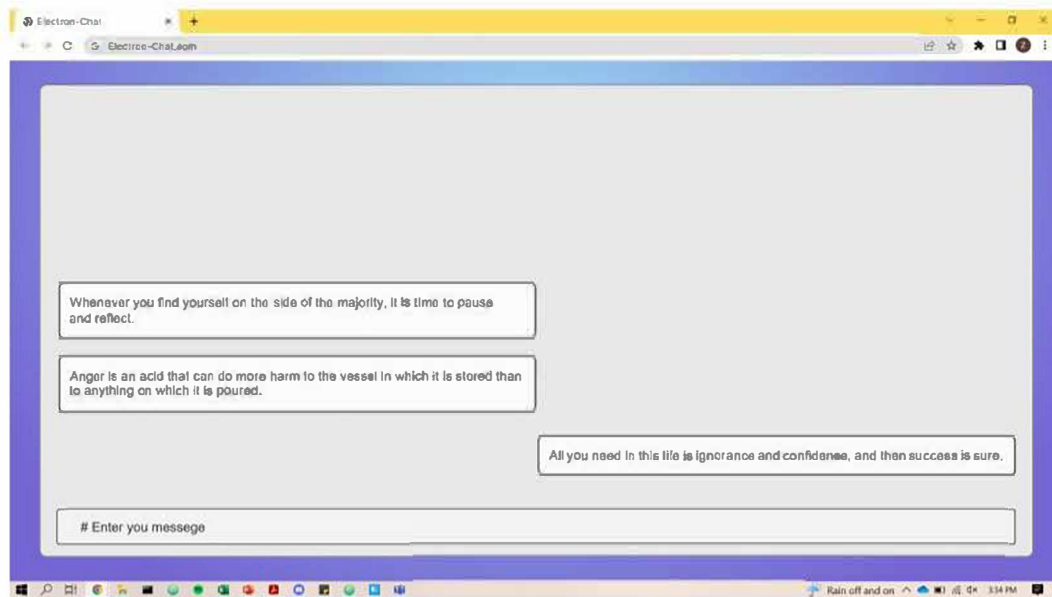 Electron-Chat
Electron-Chat.com
Whenever you find yourself on the side of the majority, it is time to pause
and reflect.
Anger is an acid that can do more harm to the vessel in which it is stored than
to anything on which it is poured.
All you need in this life is ignorance and confidence, and then success is sure.
# Enter you messege
Rain off and on
3:34 PM